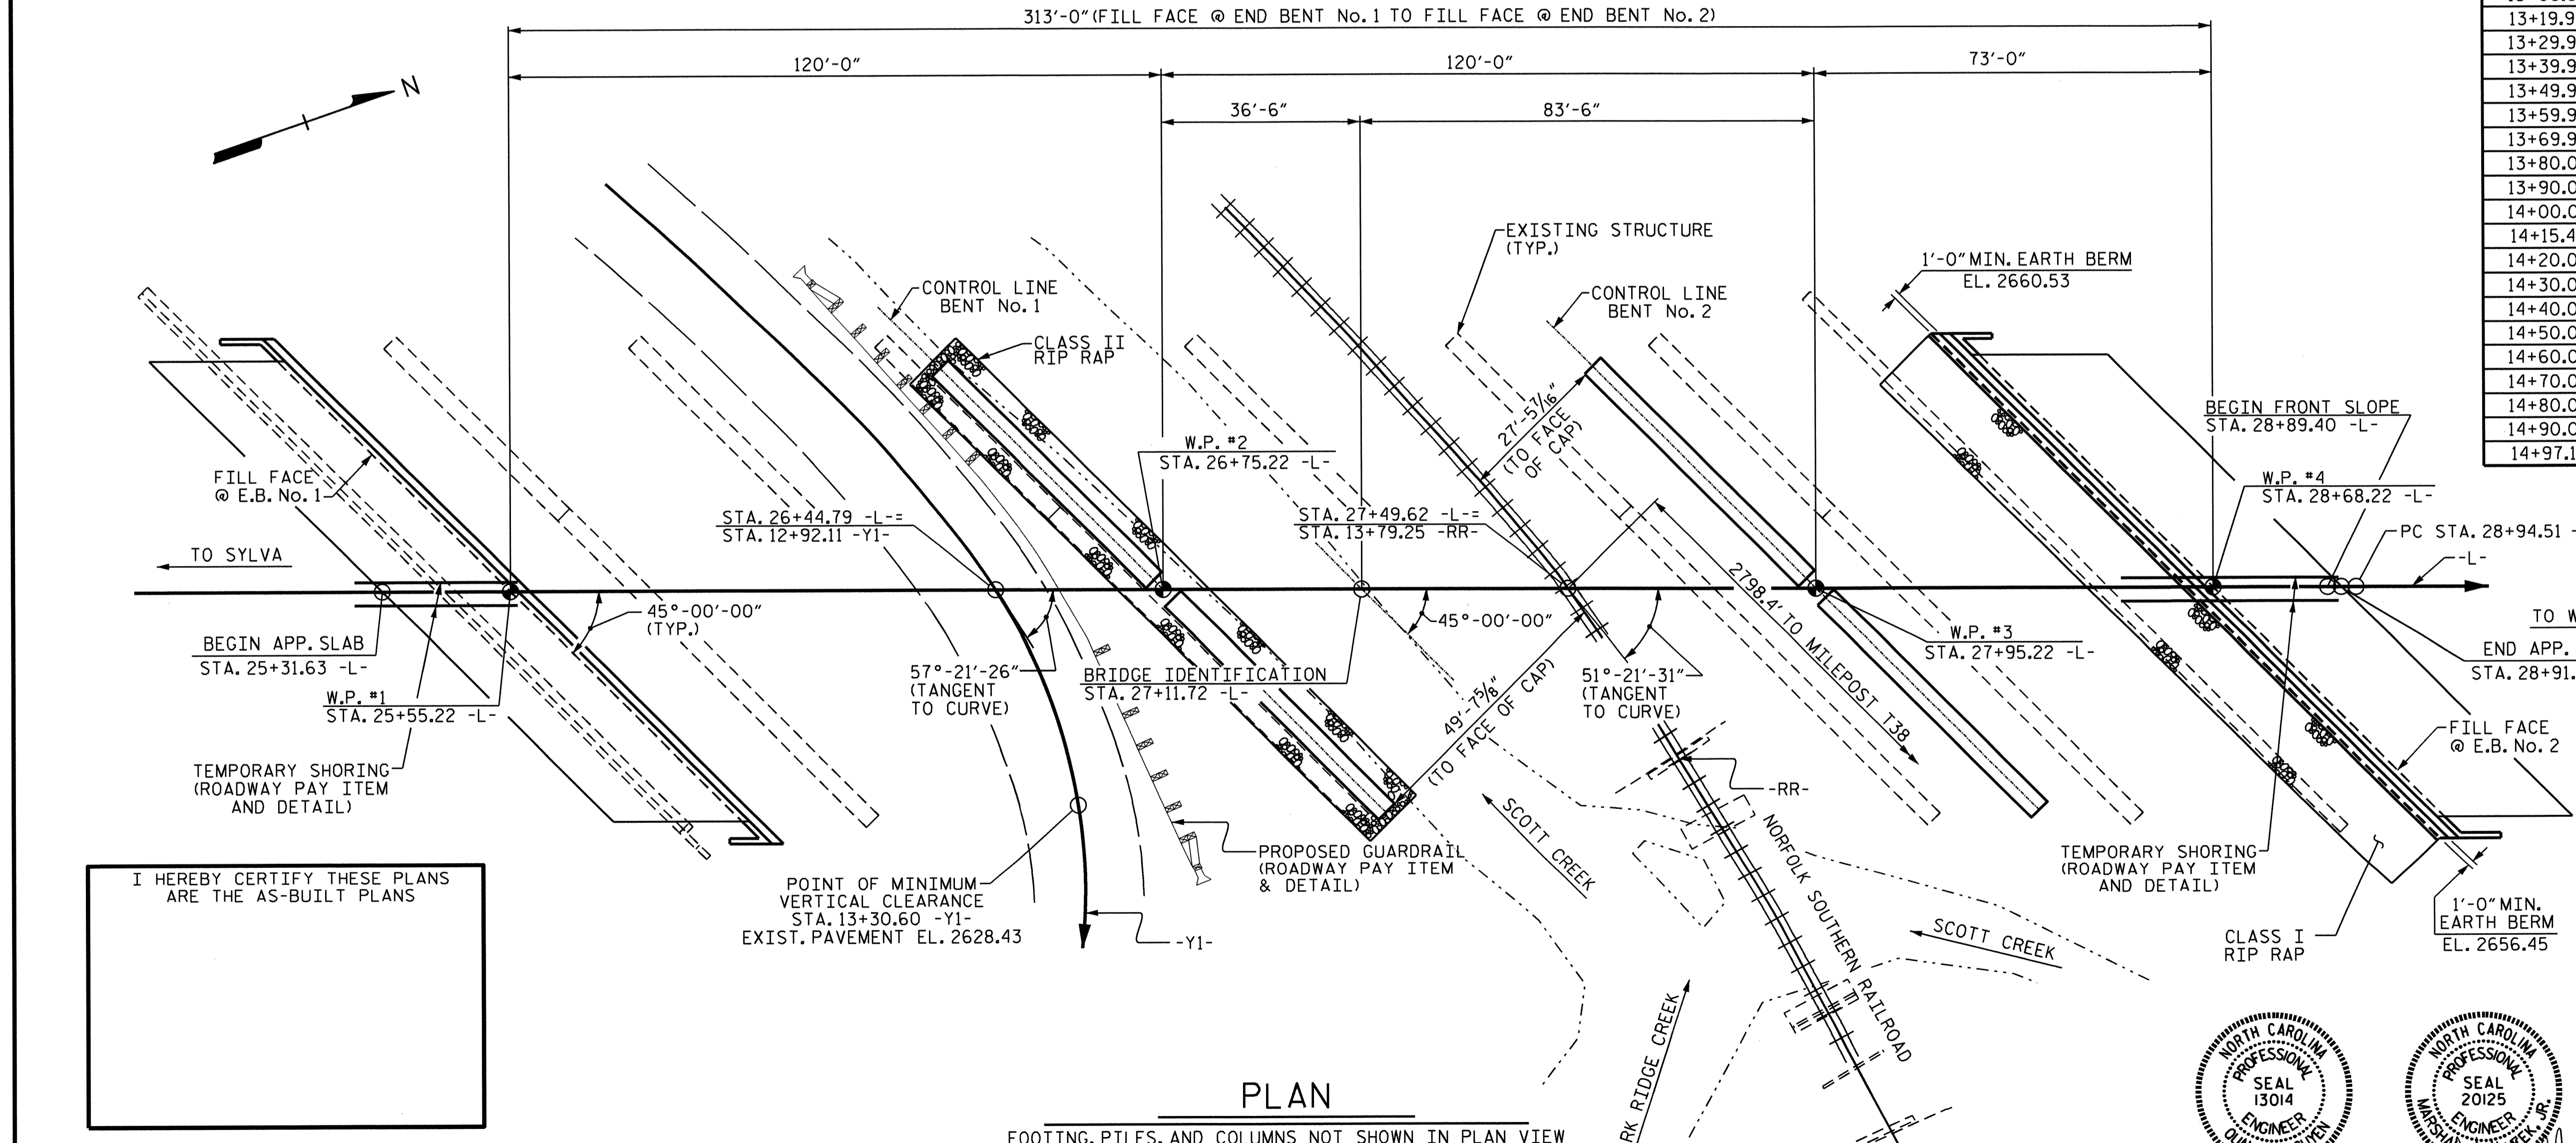 313'-0" (FILL FACE @ END BENT No. 1 TO FILL FACE @ END BENT No. 2)
120'-0"
120'-0"
73'-0"
36'-6"
83'-6"
N
13+19.9
13+29.9
13+39.9
13+49.9
13+59.9
13+69.9
13+80.0
13+90.0
14+00.0
14+15.4
14+20.0
14+30.0
14+40.0
14+50.0
14+60.0
14+70.0
14+80.0
14+90.0
14+97.1
EXISTING STRUCTURE
(TYP.)
1'-0" MIN. EARTH BERM
EL. 2660.53
CONTROL LINE
BENT No. 1
CONTROL LINE
BENT No. 2
CLASS II
RIP RAP
27'-5 7/16"
(TO FACE
OF CAP)
BEGIN FRONT SLOPE
STA. 28+89.40 -L-
W.P. #2
STA. 26+75.22 -L-
FILL FACE
@ E.B. No. 1
W.P. #4
STA. 28+68.22 -L-
STA. 26+44.79 -L-=
STA. 12+92.11 -Y1-
STA. 27+49.62 -L-=
STA. 13+79.25 -RR-
PC STA. 28+94.51 -
-L-
TO SYLVA
45°-00'-00"
(TYP.)
45°-00'-00"
2798.4' TO MILEPOST T38
TO W
BEGIN APP. SLAB
STA. 25+31.63 -L-
W.P. #3
STA. 27+95.22 -L-
END APP.
STA. 28+91.
57°-21'-26"
(TANGENT
TO CURVE)
BRIDGE IDENTIFICATION
STA. 27+11.72 -L-
51°-21'-31"
(TANGENT
TO CURVE)
W.P. #1
STA. 25+55.22 -L-
49'-7 5/8"
(TO FACE OF CAP)
FILL FACE
@ E.B. No. 2
TEMPORARY SHORING
(ROADWAY PAY ITEM
AND DETAIL)
-RR-
SCOTT CREEK
NORFOLK SOUTHERN RAILROAD
PROPOSED GUARDRAIL
(ROADWAY PAY ITEM
& DETAIL)
TEMPORARY SHORING
(ROADWAY PAY ITEM
AND DETAIL)
I HEREBY CERTIFY THESE PLANS
ARE THE AS-BUILT PLANS
POINT OF MINIMUM
VERTICAL CLEARANCE
STA. 13+30.60 -Y1-
EXIST. PAVEMENT EL. 2628.43
-Y1-
SCOTT CREEK
CLASS I
RIP RAP
1'-0" MIN.
EARTH BERM
EL. 2656.45
RK RIDGE CREEK
PLAN
FOOTING, PILES, AND COLUMNS NOT SHOWN IN PLAN VIEW
NORTH CAROLINA
PROFESSIONAL
SEAL
13014
ENGINEER
NORTH CAROLINA
PROFESSIONAL
SEAL
20125
ENGINEER